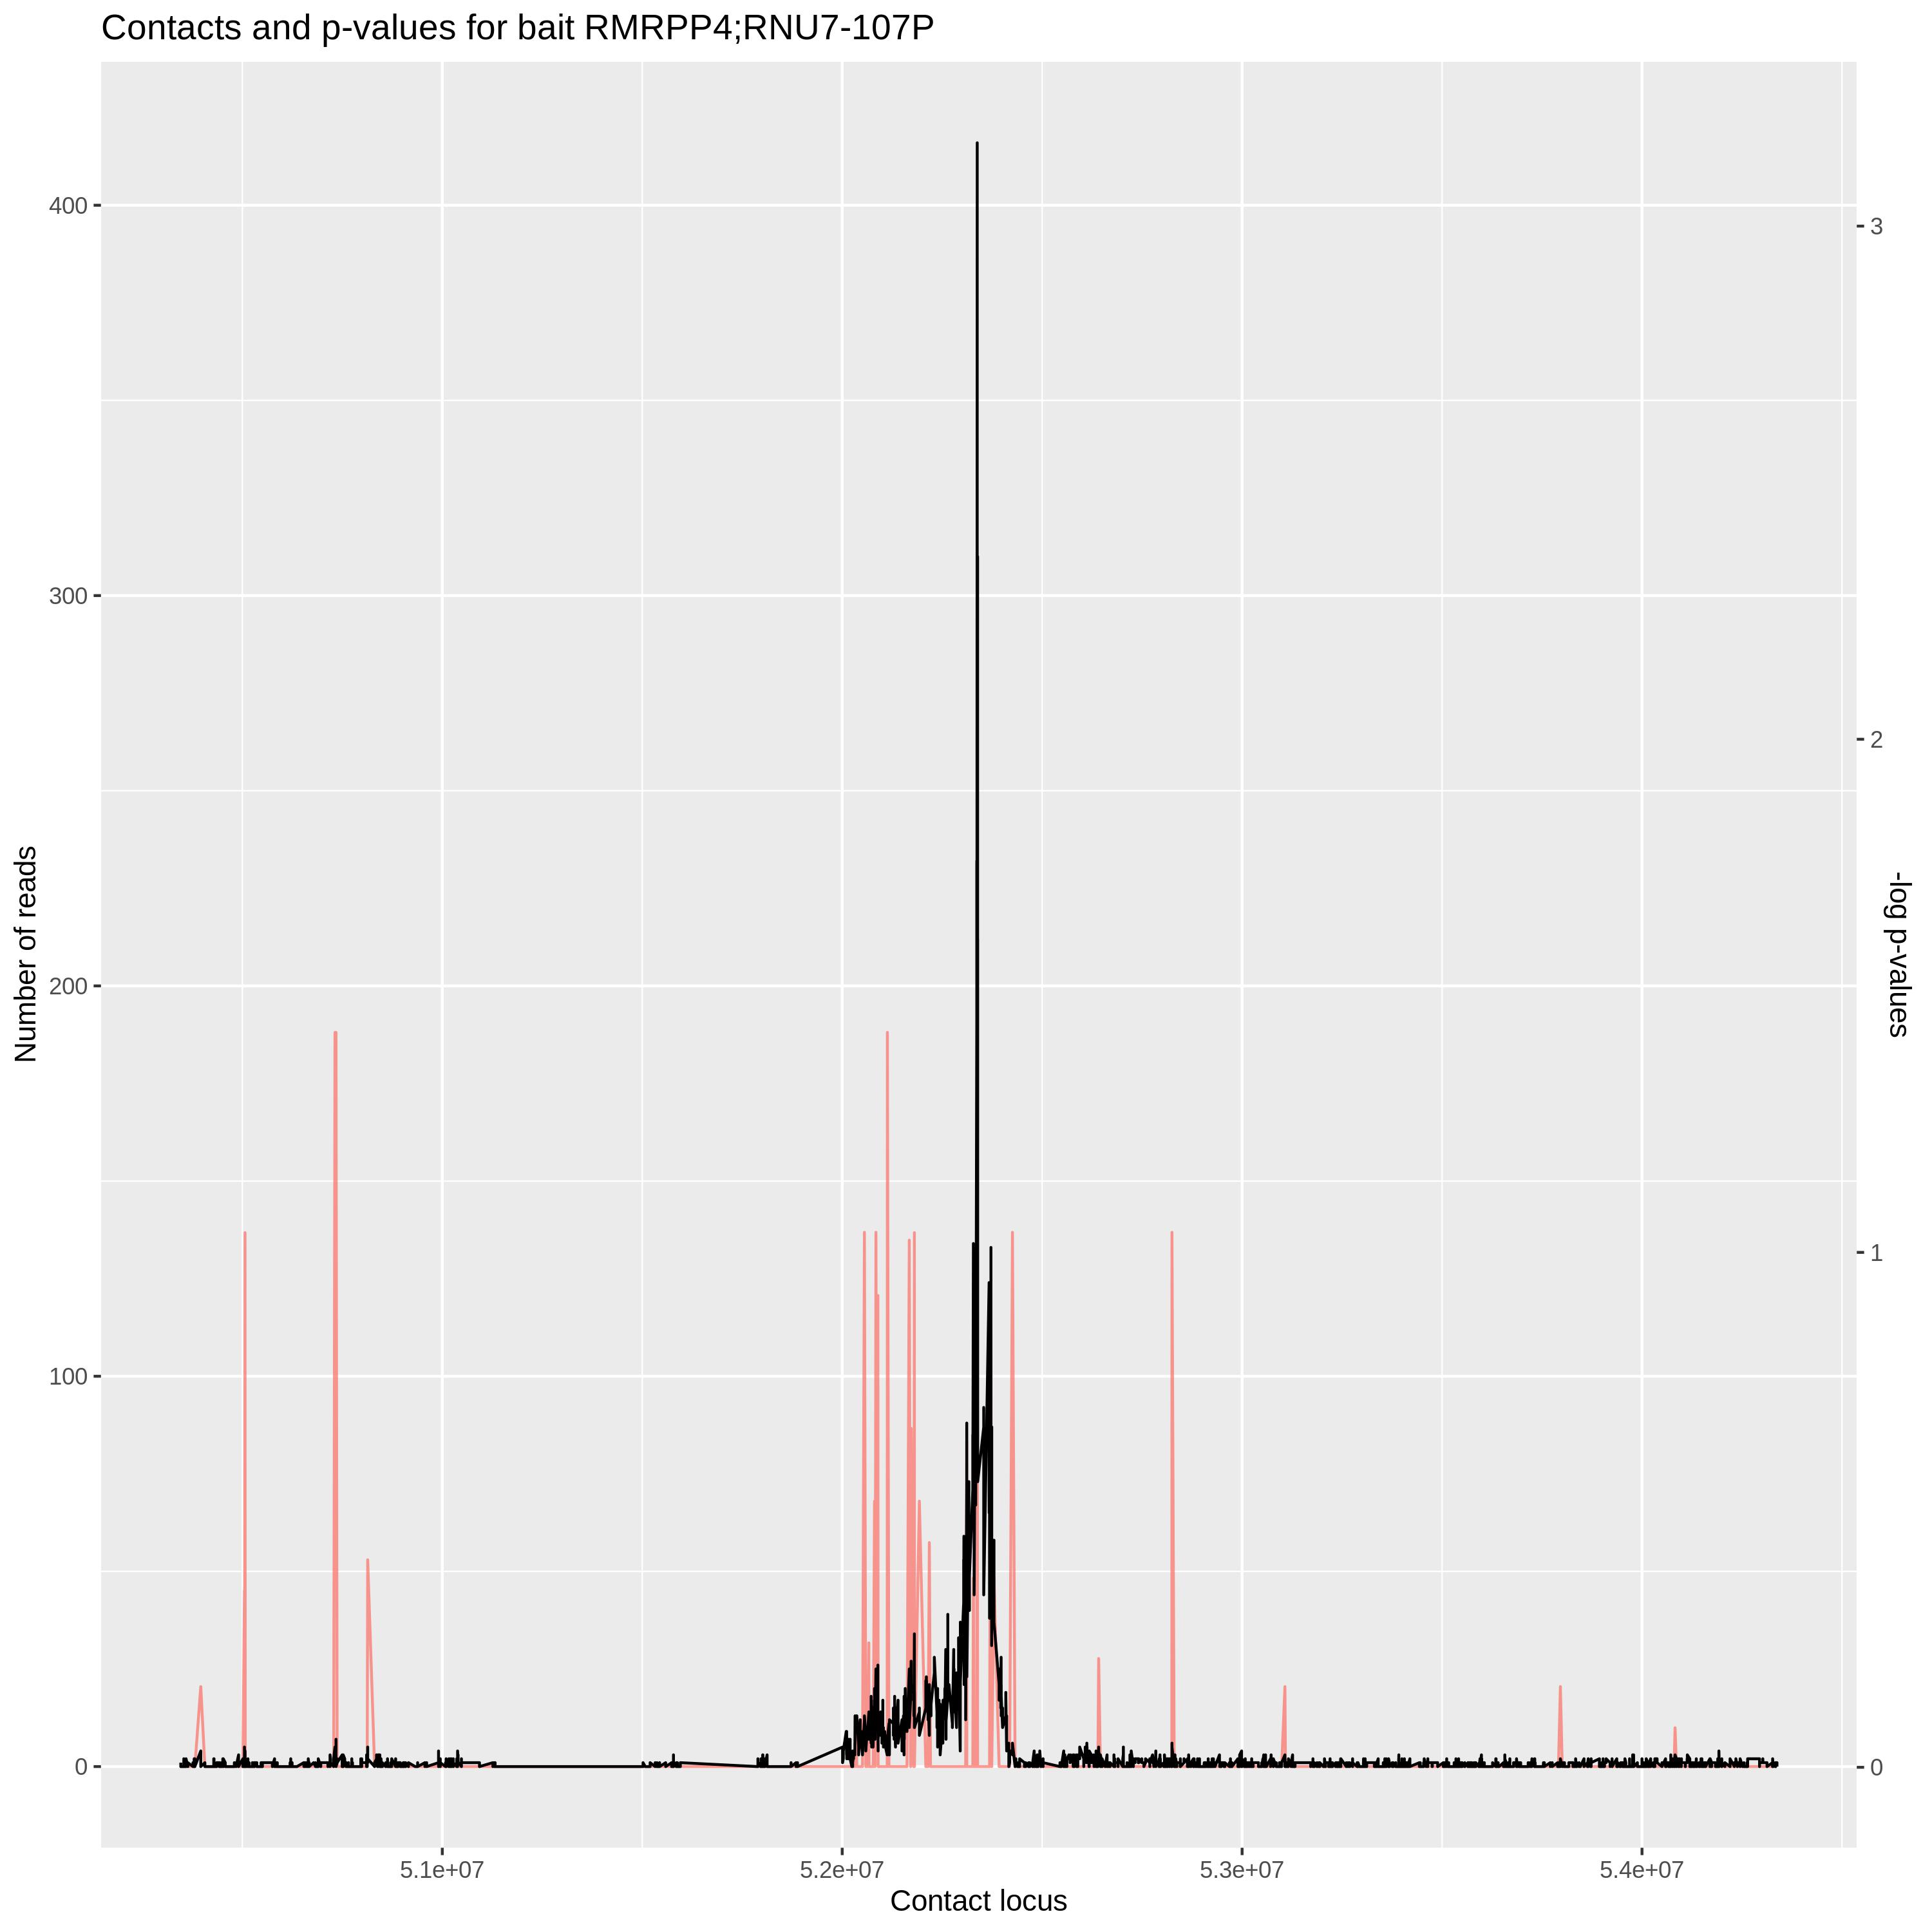 Contacts and p-values for bait RMRPP4;RNU7-107P
400
300
200
100
0
Number of reads
3
2
1
0
-log p-values
5.1e+07
5.2e+07
5.3e+07
5.4e+07
Contact locus